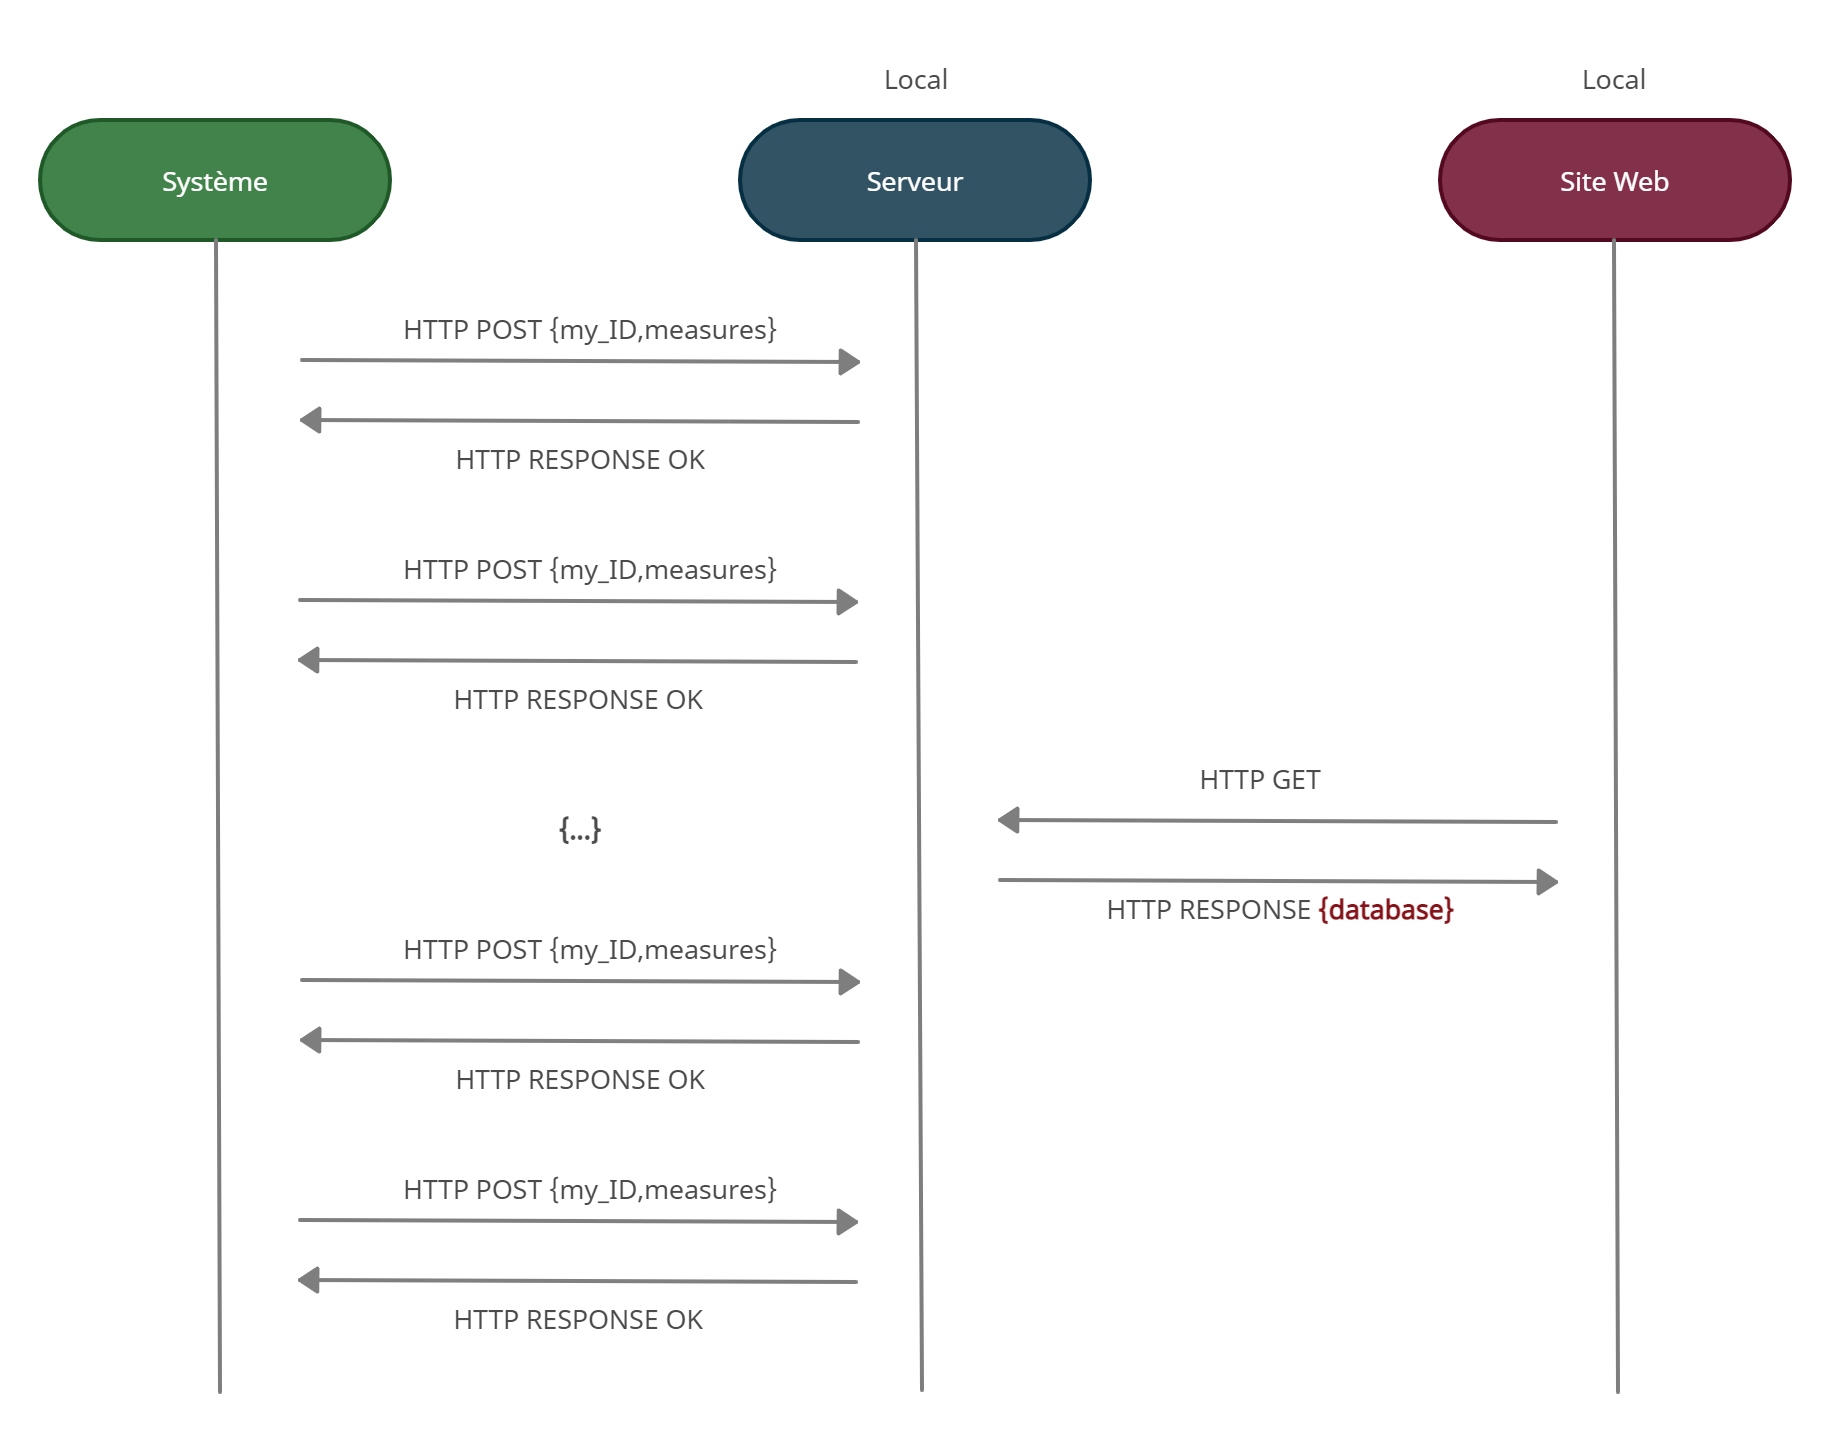 Local
Local
Système
Serveur
Site Web
HTTP POST {my_ID,measures}
HTTP RESPONSE OK
HTTP POST {my_ID,measures}
HTTP RESPONSE OK
HTTP GET
{...}
HTTP RESPONSE {database}
HTTP POST {my_ID,measures}
HTTP RESPONSE OK
HTTP POST {my_ID,measures}
HTTP RESPONSE OK